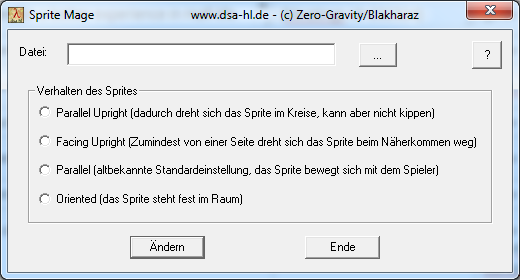 Sprite Mage www.dsa-hl.de - (c) Zero-Gravity/Blakharaz
Datei: ... ?
Verhalten des Sprites
Parallel Upright (dadurch dreht sich das Sprite im Kreise, kann aber nicht kippen)
Facing Upright (Zumindest von einer Seite dreht sich das Sprite beim Näherkommen weg)
Parallel (altbekannte Standardeinstellung, das Sprite bewegt sich mit dem Spieler)
Oriented (das Sprite steht fest im Raum)
Ändern Ende